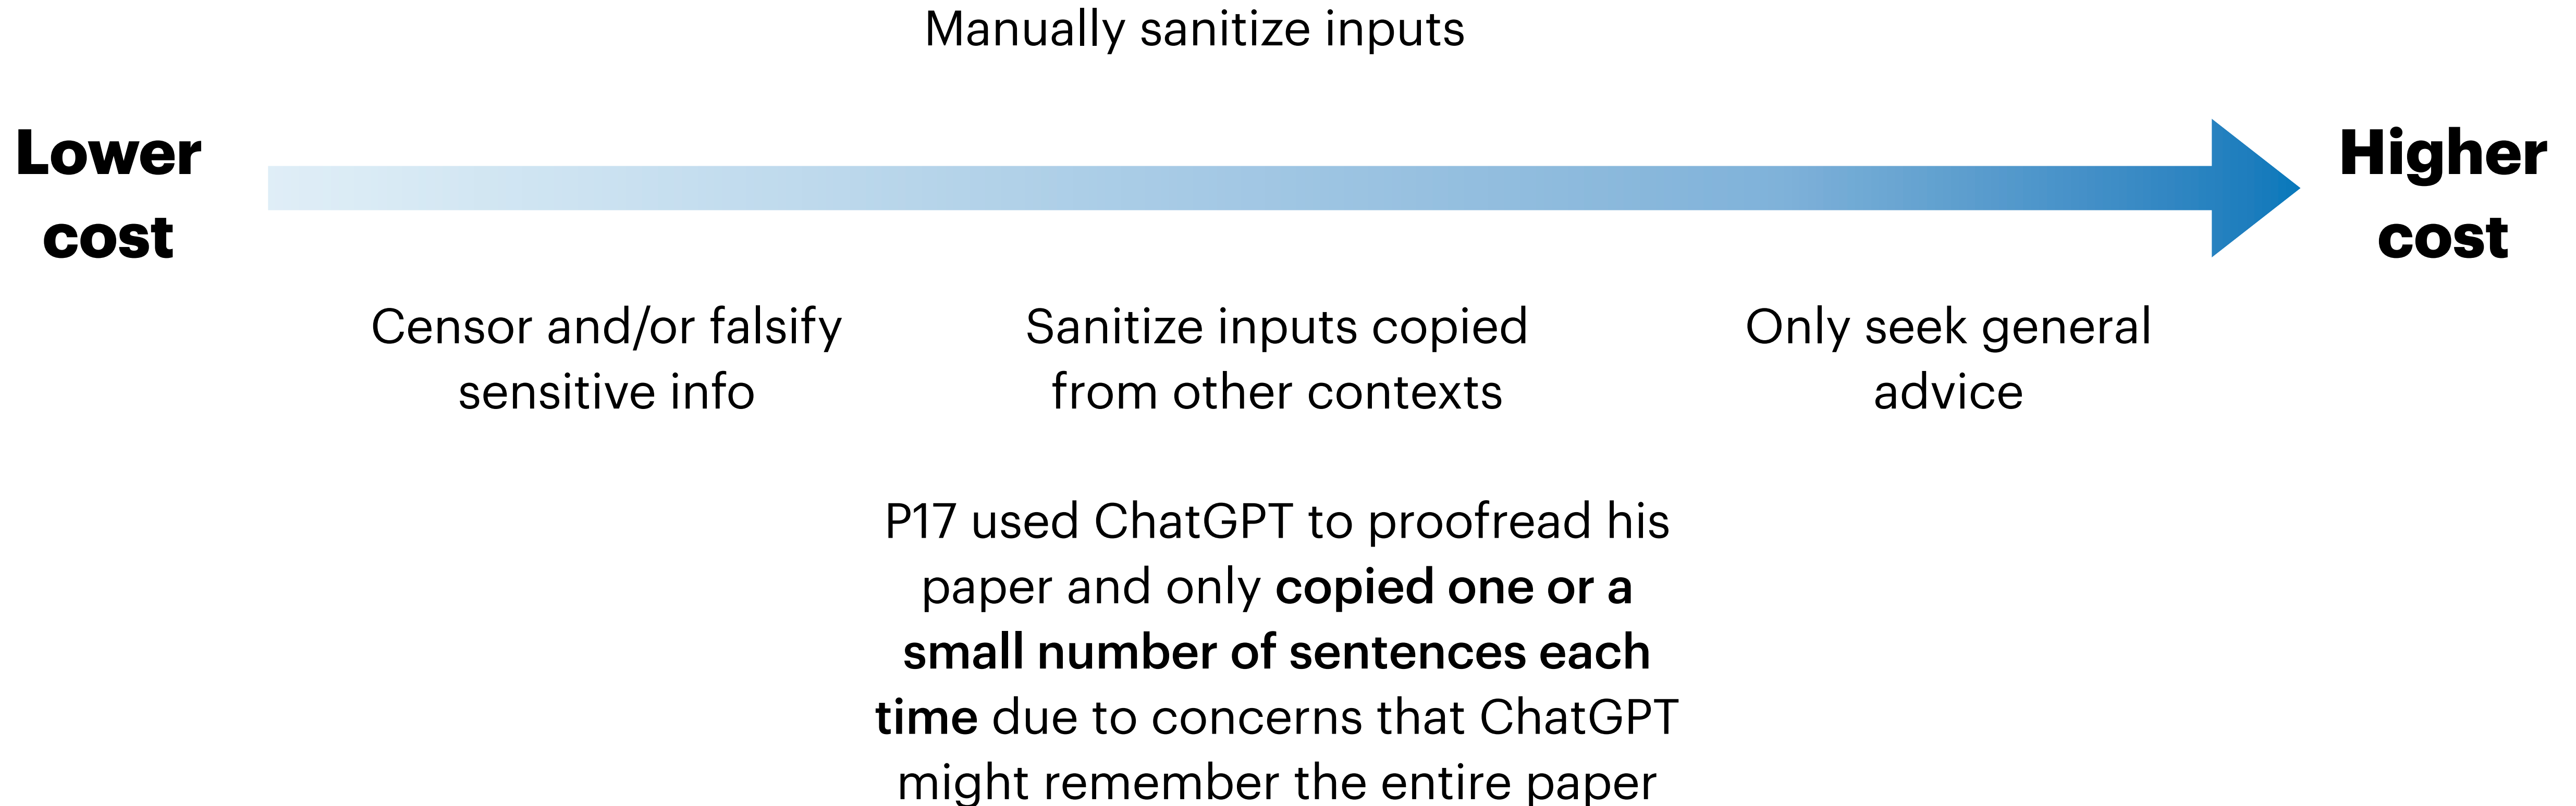 Manually sanitize inputs
Lower
cost
Higher
cost
Censor and/or falsify
sensitive info
Sanitize inputs copied
from other contexts
Only seek general
advice
P17 used ChatGPT to proofread his
paper and only copied one or a
small number of sentences each
time due to concerns that ChatGPT
might remember the entire paper